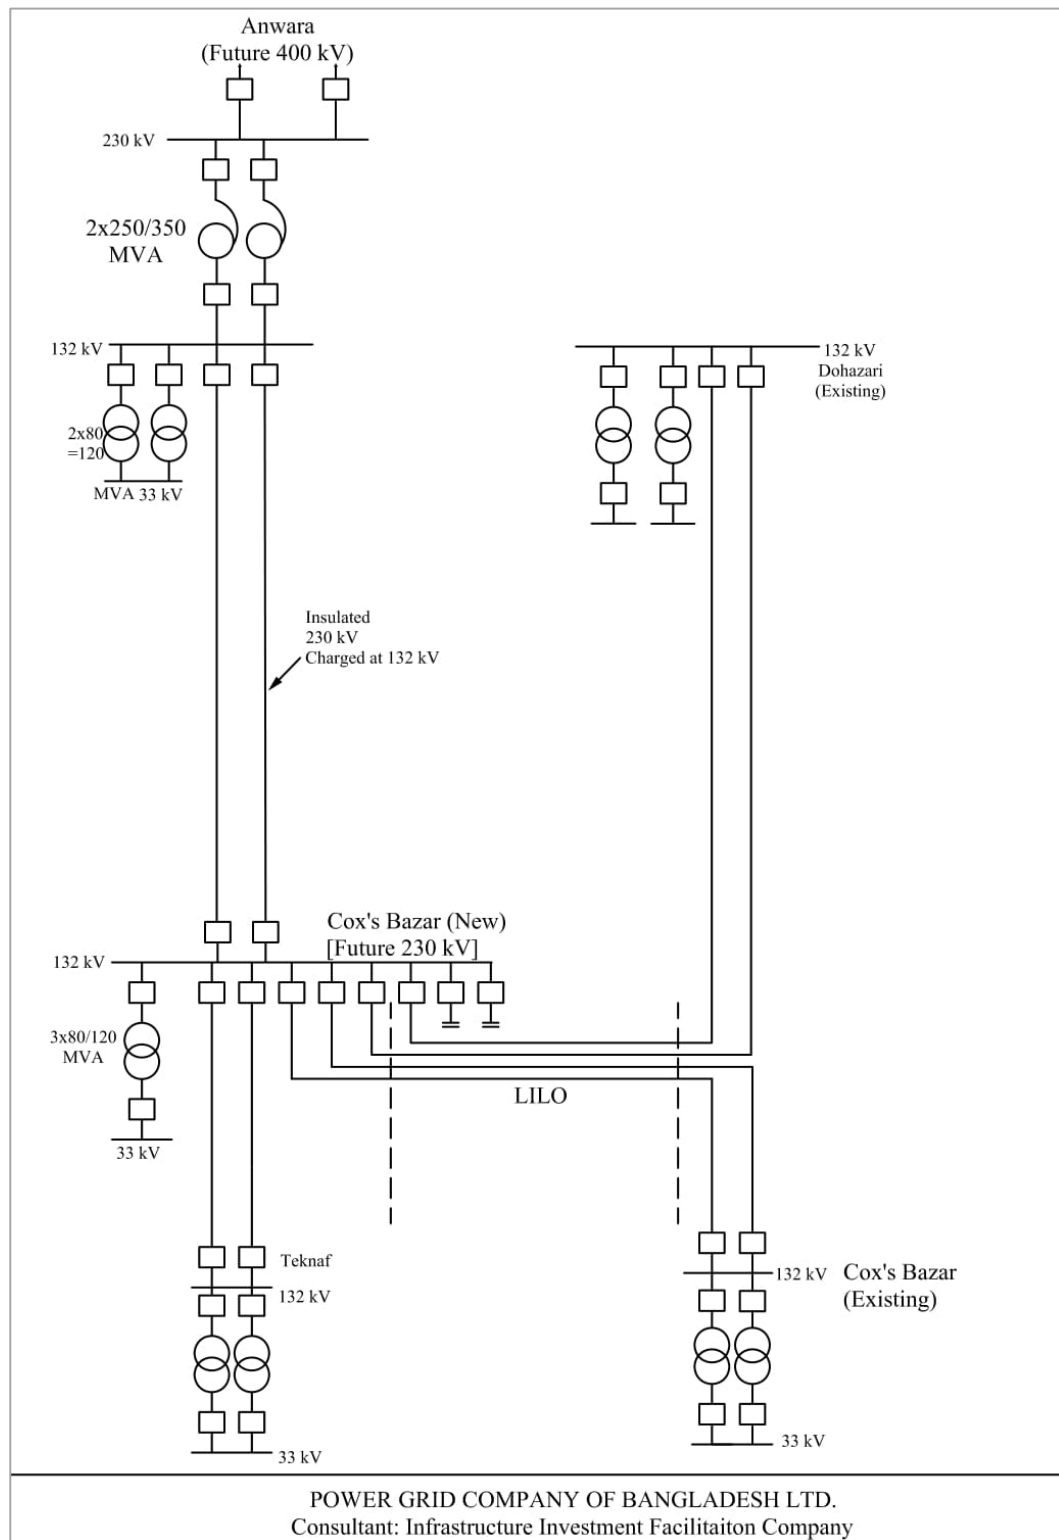 Anwara
(Future 400 kV)
230 kV
2x250/350
MVA
132 kV
2x80
=120
MVA 33 kV
132 kV
Dohazari
(Existing)
Insulated
230 kV
Charged at 132 kV
Cox's Bazar (New)
[Future 230 kV]
132 kV
3x80/120
MVA
33 kV
LILO
Teknaf
132 kV
33 kV
132 kV
Cox's Bazar
(Existing)
33 kV
POWER GRID COMPANY OF BANGLADESH LTD.
Consultant: Infrastructure Investment Facilitaiton Company